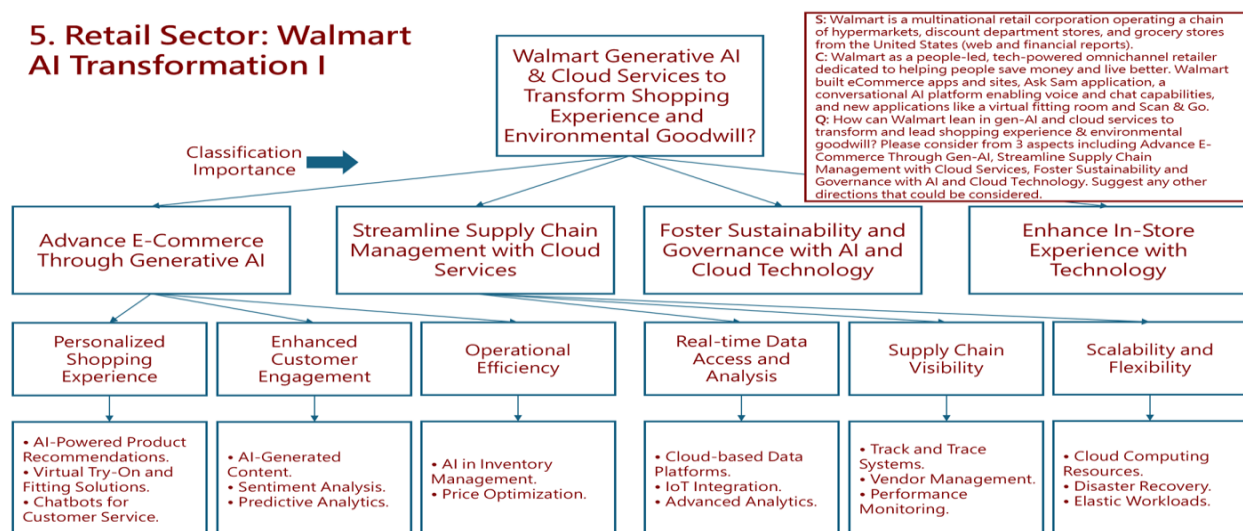 5. Retail Sector: Walmart
AI Transformation I
Walmart Generative AI
& Cloud Services to
Transform Shopping
Experience and
Environmental Goodwill?
S: Walmart is a multinational retail corporation operating a chain
of hypermarkets, discount department stores, and grocery stores
from the United States (web and financial reports).
C: Walmart as a people-led, tech-powered omnichannel retailer
dedicated to helping people save money and live better. Walmart
built eCommerce apps and sites, Ask Sam application, a
conversational AI platform enabling voice and chat capabilities,
and new applications like a virtual fitting room and Scan & Go.
Q: How can Walmart lean in gen-AI and cloud services to
transform and lead shopping experience & environmental
goodwill? Please consider from 3 aspects including Advance E-
Commerce Through Gen-AI, Streamline Supply Chain
Management with Cloud Services, Foster Sustainability and
Governance with AI and Cloud Technology. Suggest any other
directions that could be considered.
Classification
Importance
Advance E-Commerce
Through Generative AI
Streamline Supply Chain
Management with Cloud
Services
Foster Sustainability and
Governance with AI and
Cloud Technology
Enhance In-Store
Experience with
Technology
Personalized
Shopping
Experience
Enhanced
Customer
Engagement
Operational
Efficiency
Real-time Data
Access and
Analysis
Supply Chain
Visibility
Scalability and
Flexibility
• AI-Powered Product
Recommendations.
• Virtual Try-On and
Fitting Solutions.
• Chatbots for
Customer Service.
• AI-Generated
Content.
• Sentiment Analysis.
• Predictive Analytics.
• AI in Inventory
Management.
• Price Optimization.
• Cloud-based Data
Platforms.
• IoT Integration.
• Advanced Analytics.
• Track and Trace
Systems.
• Vendor Management.
• Performance
Monitoring.
• Cloud Computing
Resources.
• Disaster Recovery.
• Elastic Workloads.